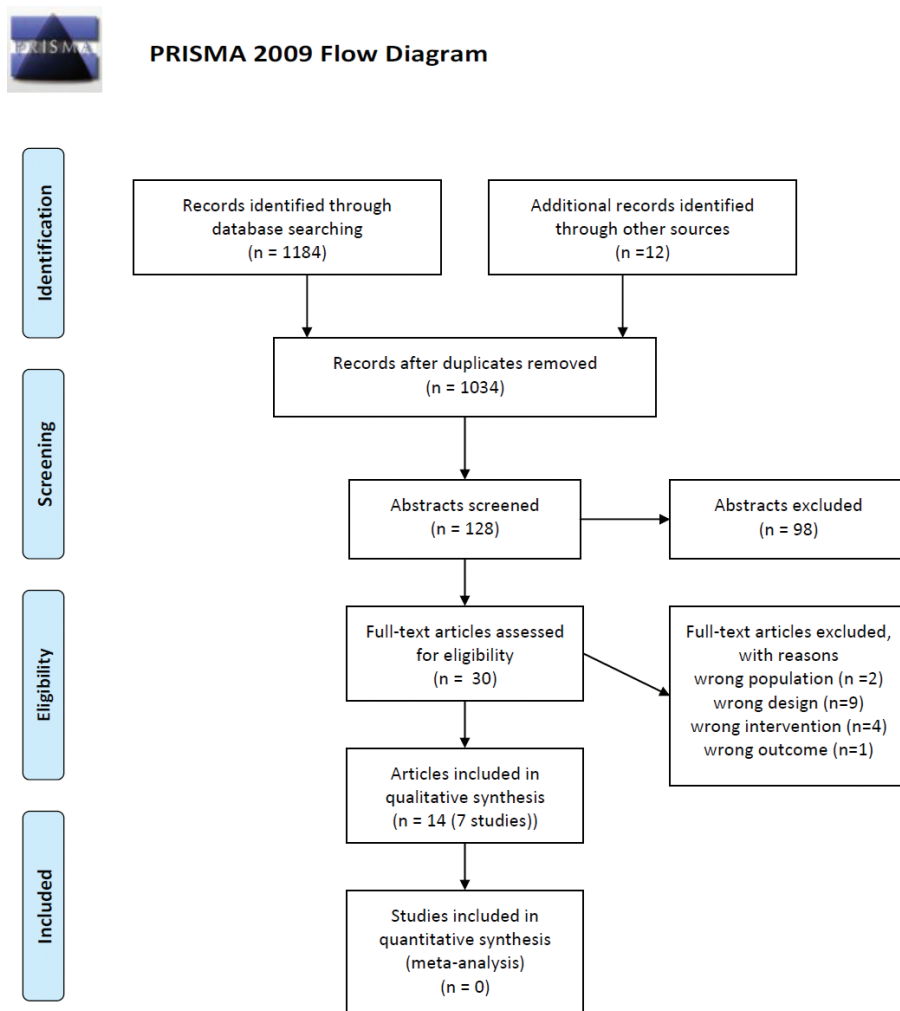 PRISMA
PRISMA 2009 Flow Diagram
Identification
Records identified through
database searching
(n = 1184)
Additional records identified
through other sources
(n =12)
Records after duplicates removed
(n = 1034)
Screening
Abstracts screened
(n = 128)
Abstracts excluded
(n = 98)
Eligibility
Full-text articles assessed
for eligibility
(n = 30)
Full-text articles excluded,
with reasons
wrong population (n =2)
wrong design (n=9)
wrong intervention (n=4)
wrong outcome (n=1)
Articles included in
qualitative synthesis
(n = 14 (7 studies))
Included
Studies included in
quantitative synthesis
(meta-analysis)
(n = 0)